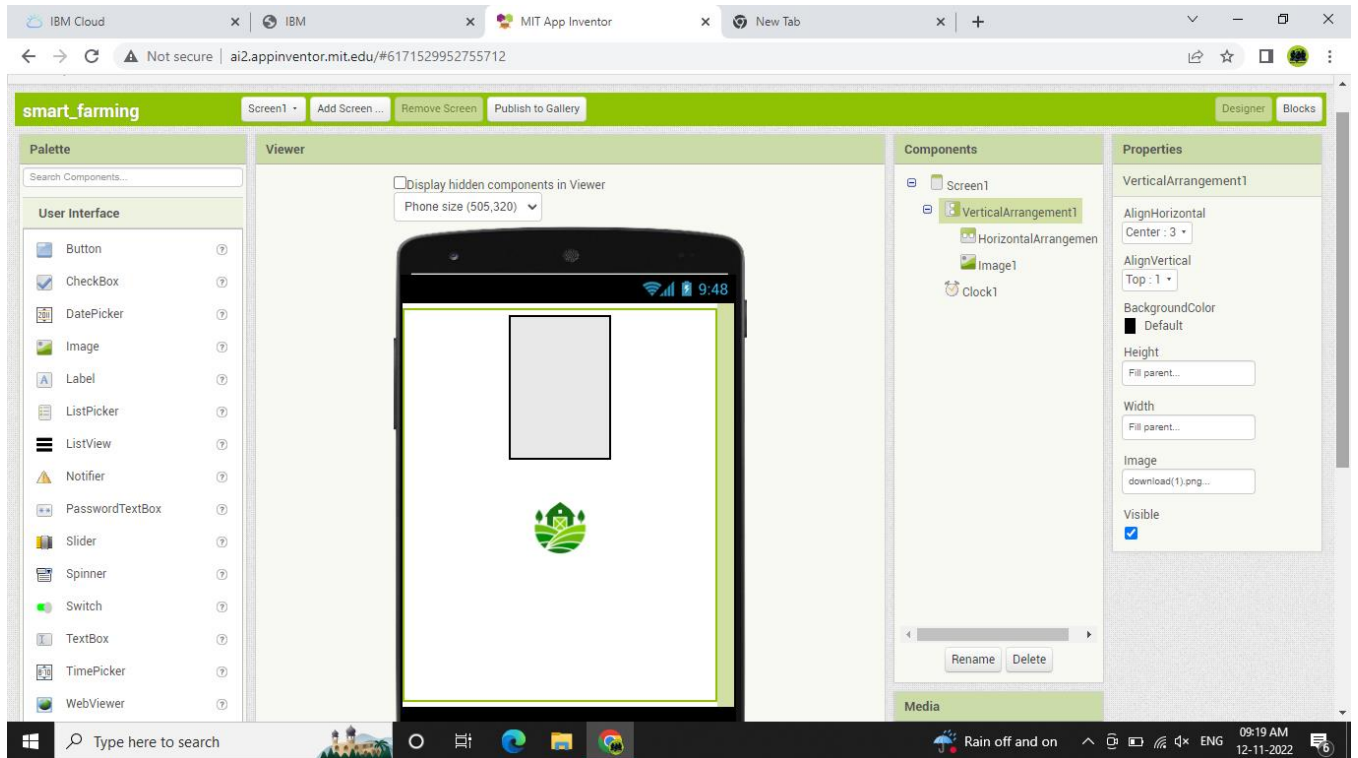 IBM Cloud
IBM
MIT App Inventor
New Tab
Not secure
ai2.appinventor.mit.edu/#6171529952755712
smart_farming
Screen1
Add Screen ...
Remove Screen
Publish to Gallery
Designer
Blocks
Palette
Search Components...
User Interface
Button
CheckBox
DatePicker
Image
Label
ListPicker
ListView
Notifier
PasswordTextBox
Slider
Spinner
Switch
TextBox
TimePicker
WebViewer
Viewer
Display hidden components in Viewer
Phone size (505,320)
9:48
Components
Screen1
VerticalArrangement1
HorizontalArrangemen
Image1
Clock1
Rename
Delete
Media
Properties
VerticalArrangement1
AlignHorizontal
Center : 3
AlignVertical
Top : 1
BackgroundColor
Default
Height
Fill parent...
Width
Fill parent...
Image
download(1).png...
Visible
Type here to search
Rain off and on
ENG
09:19 AM
12-11-2022
6